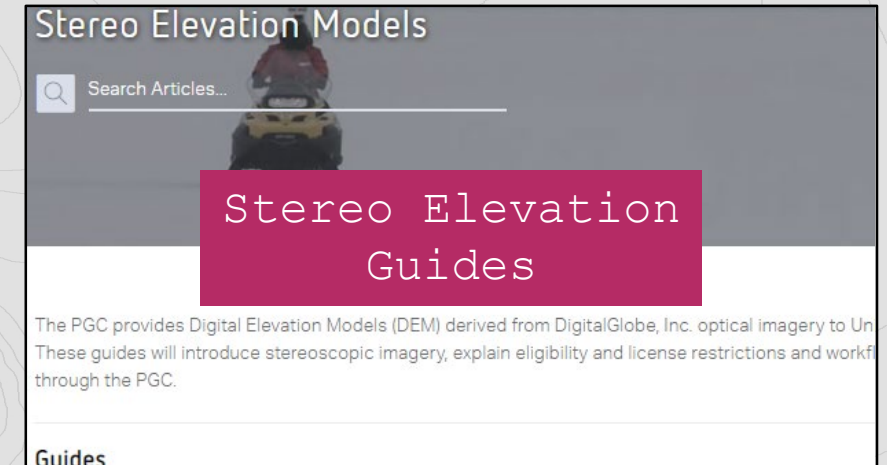 Stereo Elevation Models
Search Articles...
Stereo Elevation
Guides
The PGC provides Digital Elevation Models (DEM) derived from DigitalGlobe, Inc. optical imagery to Un
These guides will introduce stereoscopic imagery, explain eligibility and license restrictions and workfl
through the PGC.
Guides